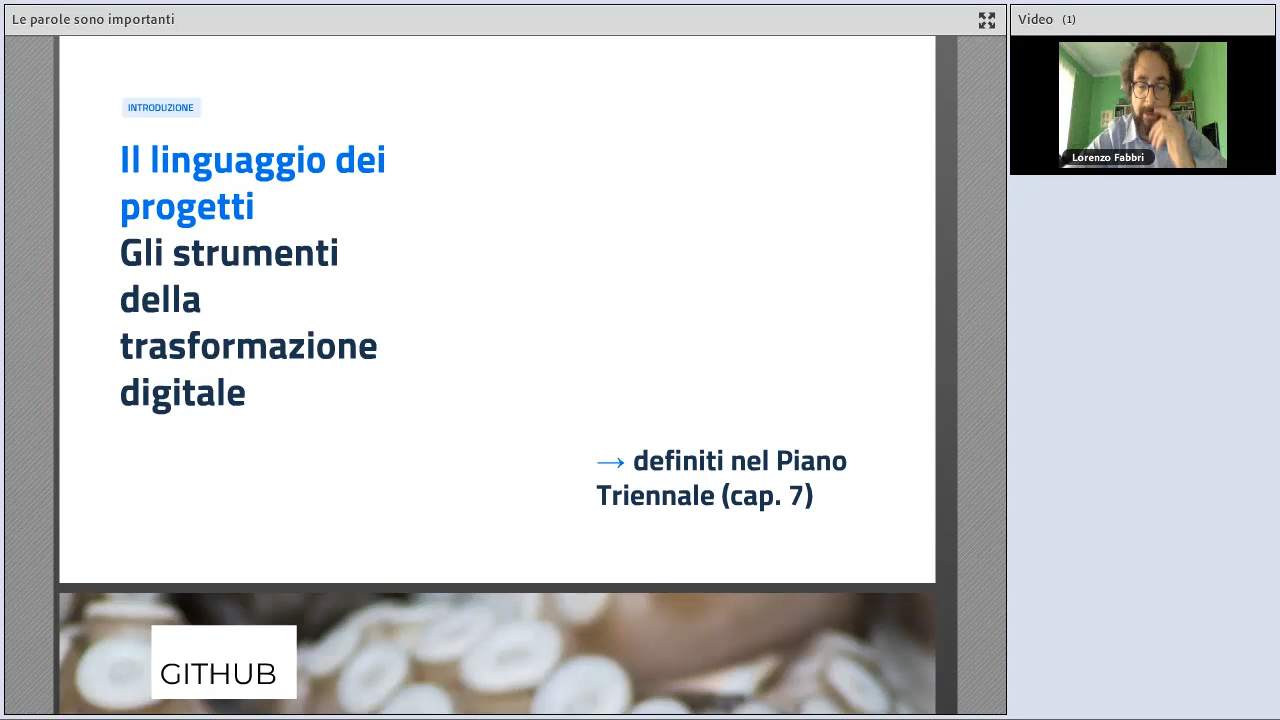 Le parole sono importanti
Video (1)
Lorenzo Fabbri
INTRODUZIONE
Il linguaggio dei
progetti
Gli strumenti
della
trasformazione
digitale
→ definiti nel Piano
Triennale (cap. 7)
GITHUB